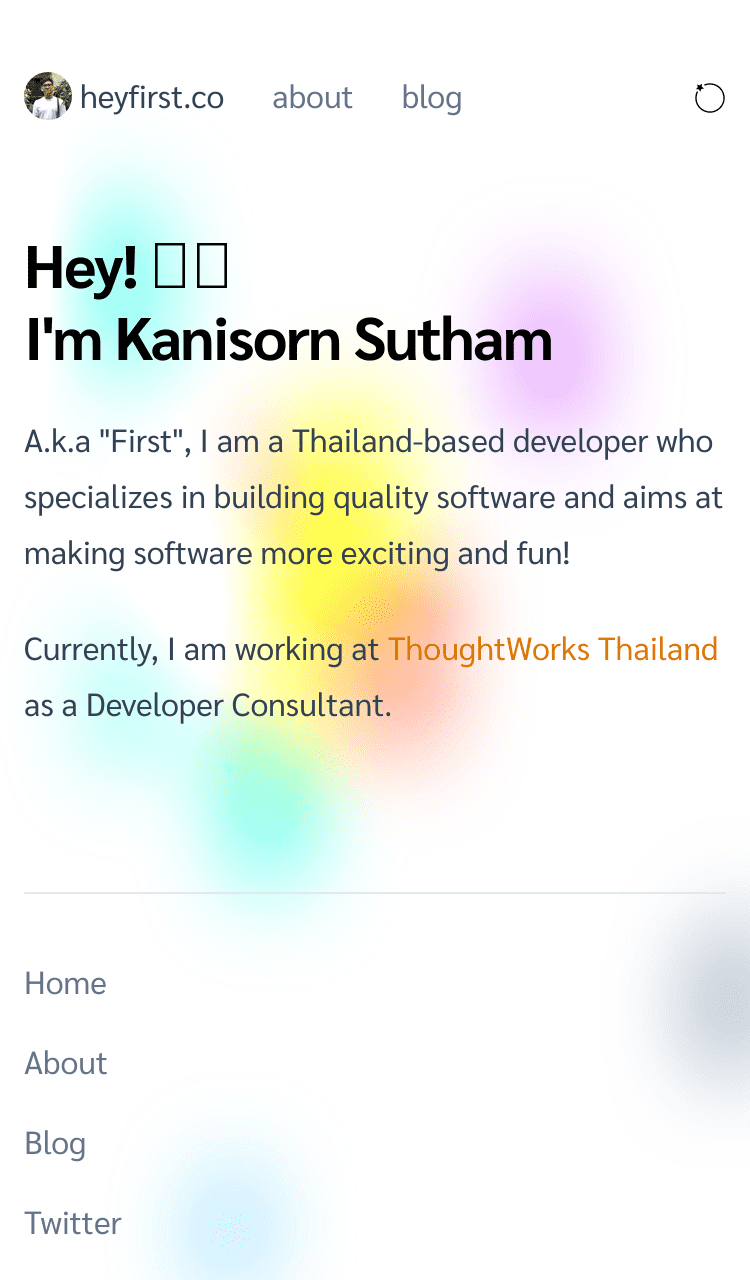 heyfirst.co about blog
Hey!
I'm Kanisorn Sutham
A.k.a "First", I am a Thailand-based developer who
specializes in building quality software and aims at
making software more exciting and fun!
Currently, I am working at ThoughtWorks Thailand
as a Developer Consultant.
Home
About
Blog
Twitter